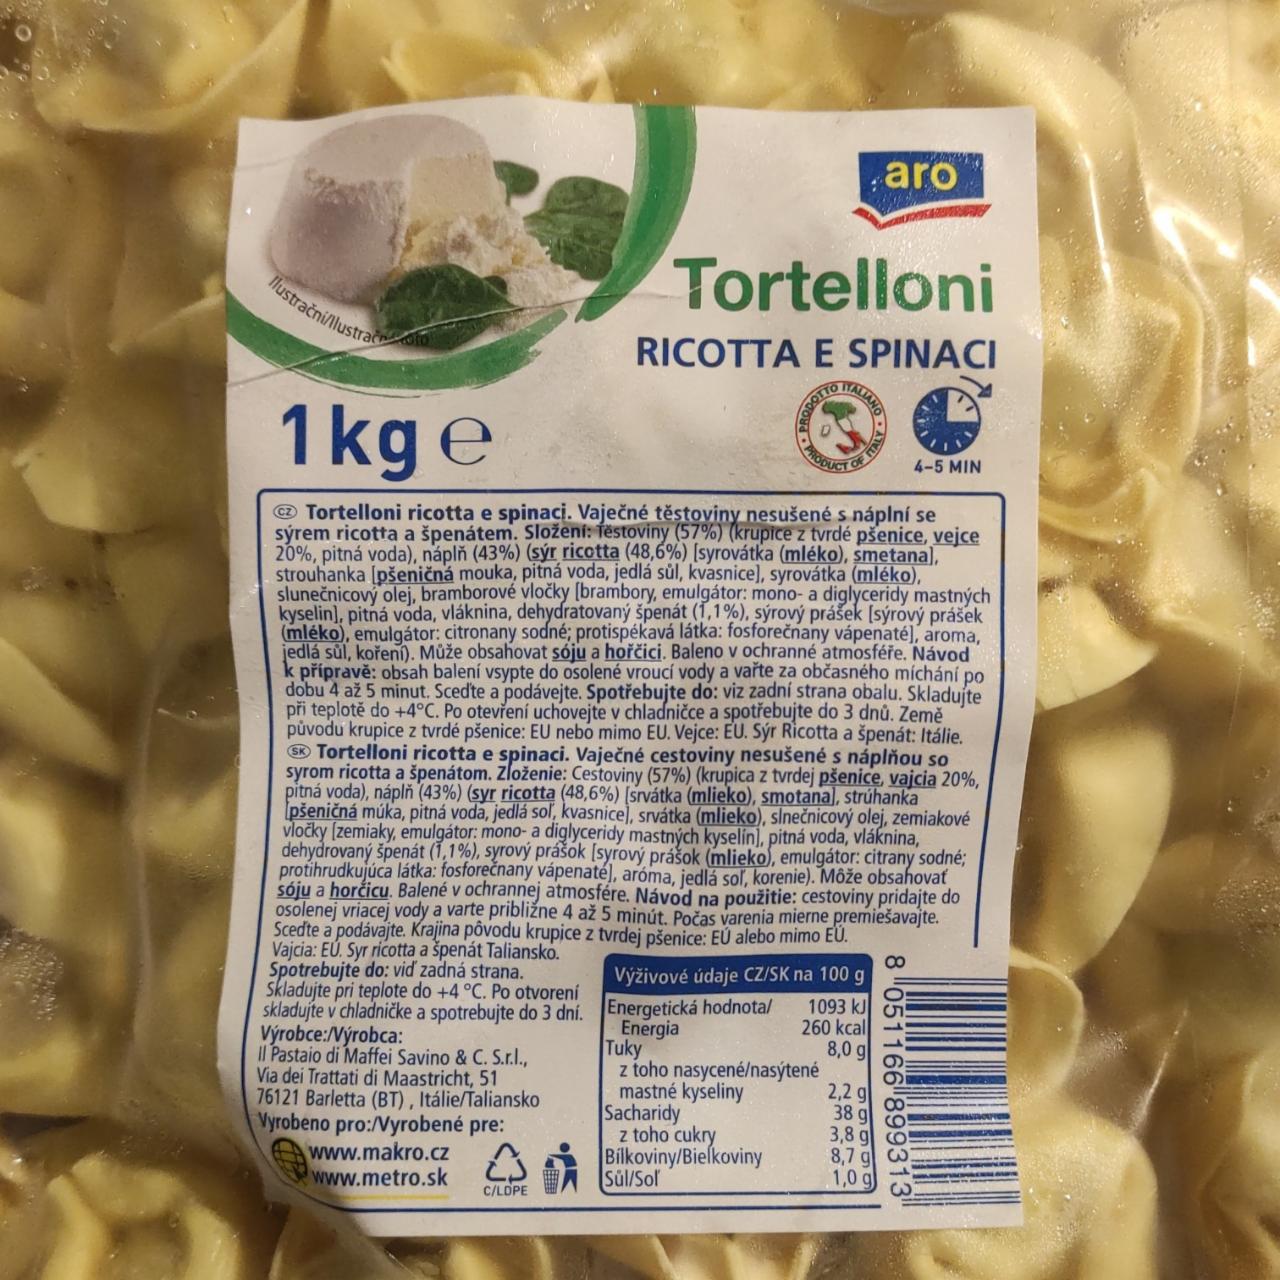 aro
Tortelloni
RICOTTA E SPINACI
Ilustrační/Ilustračné foto
1 kg e
PRODOTTO ITALIANO • PRODUCT OF ITALY •
4-5 MIN
CZ Tortelloni ricotta e spinaci. Vaječné těstoviny nesušené s náplní se
sýrem ricotta a špenátem. Složení: Těstoviny (57%) (krupice z tvrdé pšenice, vejce
20%, pitná voda), náplň (43%) (sýr ricotta (48,6%) [syrovátka (mléko), smetana],
strouhanka [pšeničná mouka, pitná voda, jedlá sůl, kvasnice], syrovátka (mléko),
slunečnicový olej, bramborové vločky [brambory, emulgátor: mono- a diglyceridy mastných
kyselin], pitná voda, vláknina, dehydratovaný špenát (1,1%), sýrový prášek [sýrový prášek
(mléko), emulgátor: citronany sodné; protispékavá látka: fosforečnany vápenaté], aroma,
jedlá sůl, koření). Může obsahovat sóju a hořčici. Baleno v ochranné atmosféře. Návod
k přípravě: obsah balení vsypte do osolené vroucí vody a vařte za občasného míchání po
dobu 4 až 5 minut. Sceďte a podávejte. Spotřebujte do: viz zadní strana obalu. Skladujte
při teplotě do +4°C. Po otevření uchovejte v chladničce a spotřebujte do 3 dnů. Země
původu krupice z tvrdé pšenice: EU nebo mimo EU. Vejce: EU. Sýr Ricotta a špenát: Itálie.
SK Tortelloni ricotta e spinaci. Vaječné cestoviny nesušené s náplňou so
syrom ricotta a špenátom. Zloženie: Cestoviny (57%) (krupica z tvrdej pšenice, vajcia 20%,
pitná voda), náplň (43%) (syr ricotta (48,6%) [srvátka (mlieko), smotana], strúhanka
[pšeničná múka, pitná voda, jedlá soľ, kvasnice], srvátka (mlieko), slnečnicový olej, zemiakové
vločky [zemiaky, emulgátor: mono- a diglyceridy mastných kyselín], pitná voda, vláknina,
dehydrovaný špenát (1,1%), syrový prášok [syrový prášok (mlieko), emulgátor: citrany sodné;
protihrudkujúca látka: fosforečnany vápenaté], aróma, jedlá soľ, korenie). Môže obsahovať
sóju a horčicu. Balené v ochrannej atmosfére. Návod na použitie: cestoviny pridajte do
osolenej vriacej vody a varte približne 4 až 5 minút. Počas varenia mierne premiešavajte.
Sceďte a podávajte. Krajina pôvodu krupice z tvrdej pšenice: EÚ alebo mimo EÚ.
Vajcia: EÚ. Syr ricotta a špenát Taliansko.
Spotrebujte do: viď zadná strana.
Skladujte pri teplote do +4 °C. Po otvorení
skladujte v chladničke a spotrebujte do 3 dní.
Výrobce:/Výrobca:
Il Pastaio di Maffei Savino & C. S.r.l.,
Via dei Trattati di Maastricht, 51
76121 Barletta (BT) , Itálie/Taliansko
Vyrobeno pro:/Vyrobené pre:
www.makro.cz
www.metro.sk
C/LDPE
Výživové údaje CZ/SK na 100 g
Energetická hodnota/ 1093 kJ
Energia 260 kcal
Tuky 8,0 g
z toho nasycené/nasýtené
mastné kyseliny 2,2 g
Sacharidy 38 g
z toho cukry 3,8 g
Bílkoviny/Bielkoviny 8,7 g
Sůl/Soľ 1,0 g
8 051166 899313